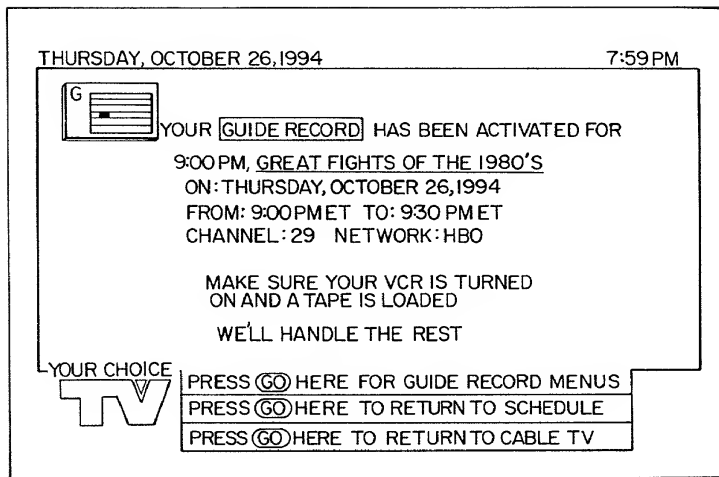 THURSDAY, OCTOBER 26,1994 7:59 PM
G
YOUR GUIDE RECORD HAS BEEN ACTIVATED FOR
9:00 PM, GREAT FIGHTS OF THE 1980'S
ON: THURSDAY, OCTOBER 26,1994
FROM: 9:00 PM ET TO: 9:30 PM ET
CHANNEL: 29 NETWORK: HBO
MAKE SURE YOUR VCR IS TURNED
ON AND A TAPE IS LOADED
WE'LL HANDLE THE REST
YOUR CHOICE
TV
PRESS GO HERE FOR GUIDE RECORD MENUS
PRESS GO HERE TO RETURN TO SCHEDULE
PRESS GO HERE TO RETURN TO CABLE TV